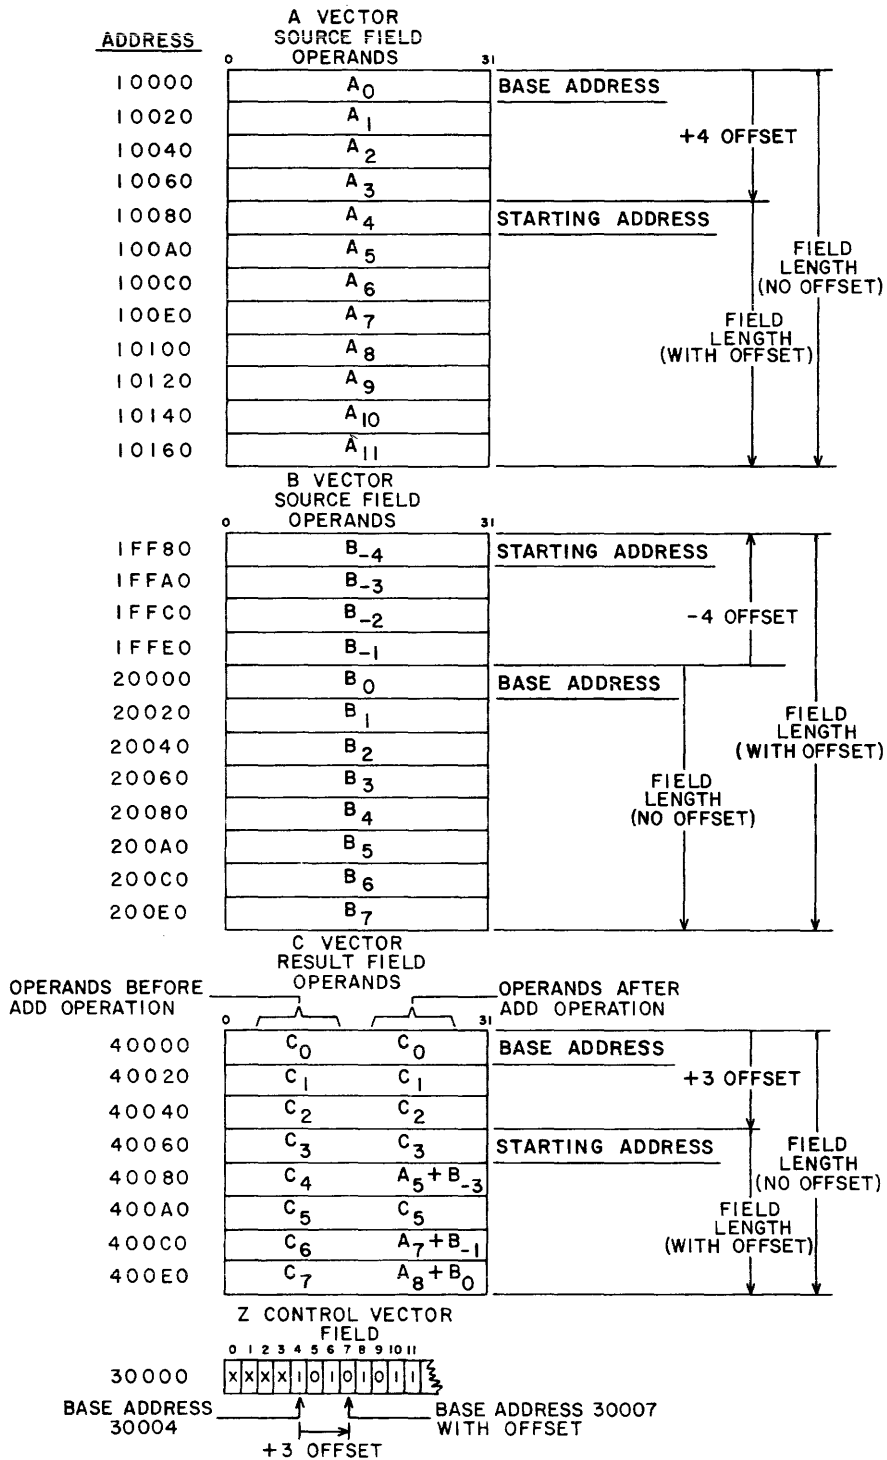 A VECTOR
SOURCE FIELD
OPERANDS
ADDRESS
0 31
10000 A0 BASE ADDRESS
10020 A1
+4 OFFSET
10040 A2
10060 A3
10080 A4 STARTING ADDRESS
100A0 A5
100C0 A6
100E0 A7
10100 A8
10120 A9
10140 A10
10160 A11
FIELD
LENGTH
(NO OFFSET)
FIELD
LENGTH
(WITH OFFSET)
B VECTOR
SOURCE FIELD
OPERANDS
0 31
1FF80 B-4 STARTING ADDRESS
1FFA0 B-3
1FFC0 B-2
-4 OFFSET
1FFE0 B-1
20000 B0 BASE ADDRESS
20020 B1
20040 B2
20060 B3
20080 B4
200A0 B5
200C0 B6
200E0 B7
FIELD
LENGTH
(WITH OFFSET)
FIELD
LENGTH
(NO OFFSET)
C VECTOR
RESULT FIELD
OPERANDS
OPERANDS BEFORE
ADD OPERATION
OPERANDS AFTER
ADD OPERATION
0 31
40000 C0 C0 BASE ADDRESS
40020 C1 C1
+3 OFFSET
40040 C2 C2
40060 C3 C3 STARTING ADDRESS
40080 C4 A5+B-3
400A0 C5 C5
400C0 C6 A7+B-1
400E0 C7 A8+B0
FIELD
LENGTH
(NO OFFSET)
FIELD
LENGTH
(WITH OFFSET)
Z CONTROL VECTOR
FIELD
0 1 2 3 4 5 6 7 8 9 10 11
30000 X X X X 1 0 1 0 1 0 1 1
BASE ADDRESS
30004
BASE ADDRESS 30007
WITH OFFSET
+3 OFFSET